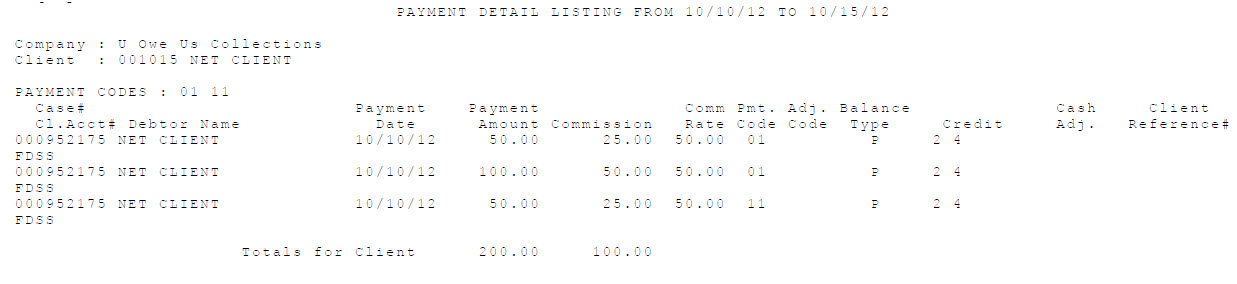 PAYMENT DETAIL LISTING FROM 10/10/12 TO 10/15/12
Company : U Owe Us Collections
Client : 001015 NET CLIENT
PAYMENT CODES : 01 11
Case# Payment Payment Comm Pmt. Adj. Balance Cash Client
Cl.Acct# Debtor Name Date Amount Commission Rate Code Code Type Credit Adj. Reference#
000952175 NET CLIENT 10/10/12 50.00 25.00 50.00 01 P 2 4
FDSS
000952175 NET CLIENT 10/10/12 100.00 50.00 50.00 01 P 2 4
FDSS
000952175 NET CLIENT 10/10/12 50.00 25.00 50.00 11 P 2 4
FDSS
Totals for Client 200.00 100.00